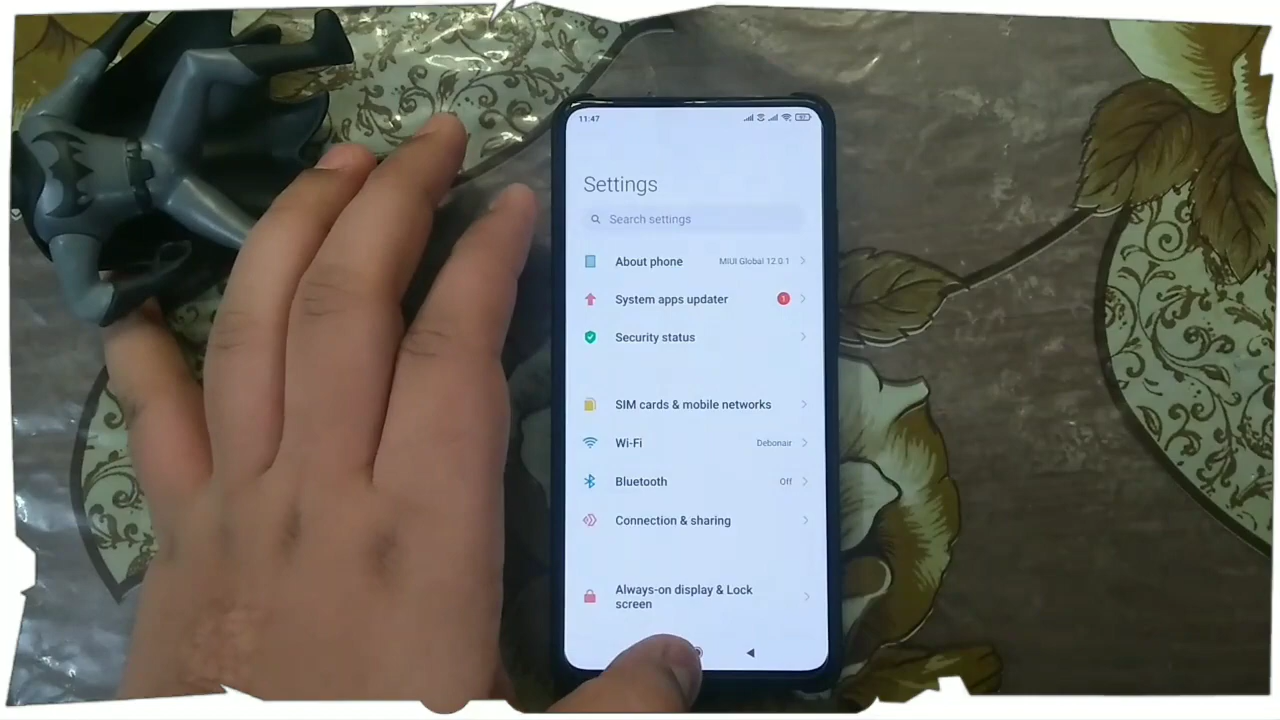 11:47
Settings
Search settings
About phone MIUI Global 12.0.1
System apps updater 1
Security status
SIM cards & mobile networks
Wi-Fi Debonair
Bluetooth Off
Connection & sharing
Always-on display & Lock
screen